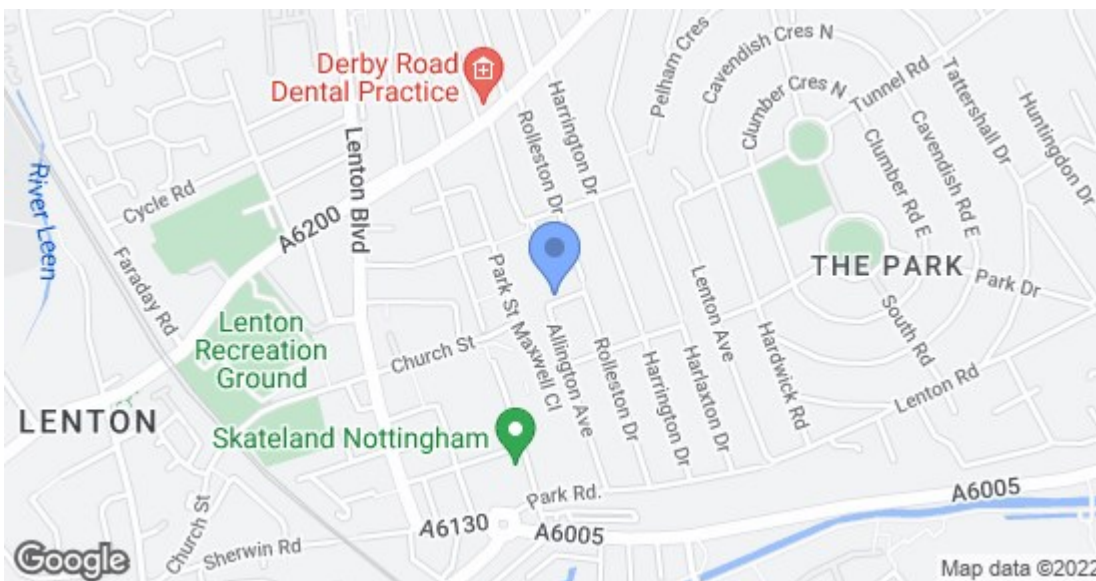 Derby Road
Dental Practice
Pelham Cres
Cavendish Cres N
Clumber Cres N
Tunnel Rd
Tattershall Dr
Huntingdon Dr
Harrington Dr
Rolleston Dr
Lenton Blvd
River Leen
Cycle Rd
A6200
Faraday Rd
Clumber Rd E
Cavendish Rd E
THE PARK
Park Dr
South Rd
Lenton Ave
Hardwick Rd
Park St
Maxwell Cl
Allington Ave
Rolleston Dr
Harrington Dr
Harlaxton Dr
Lenton Rd
Church St
Lenton
Recreation
Ground
LENTON
Skateland Nottingham
Church St
Sherwin Rd
A6130
Park Rd.
A6005
A6005
Google
Map data ©2022